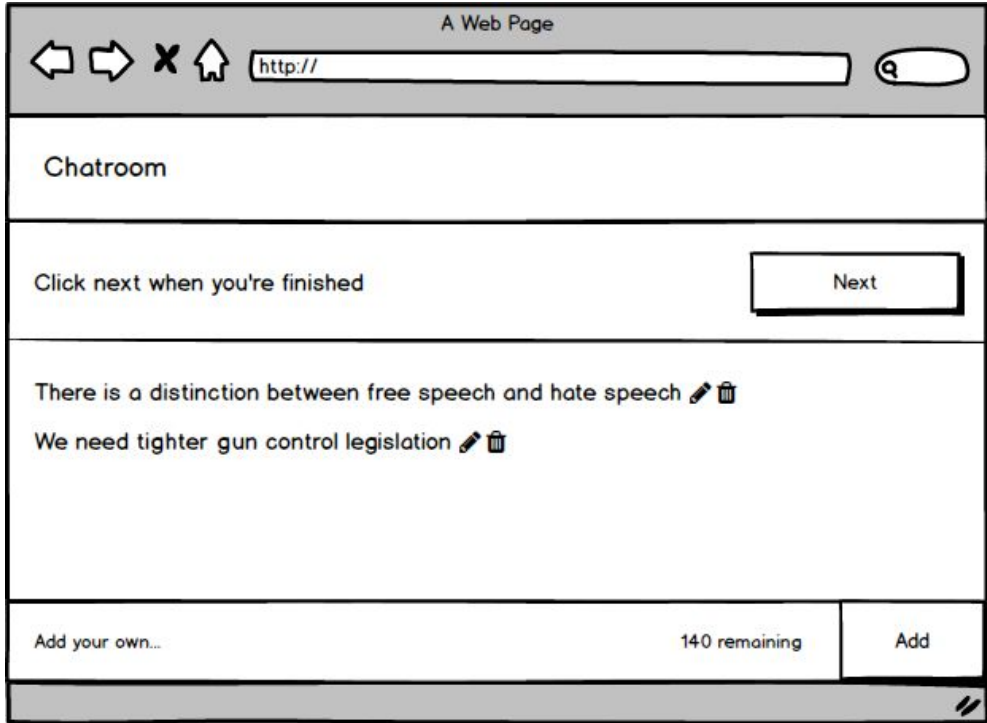 A Web Page
http://
Chatroom
Click next when you're finished
Next
There is a distinction between free speech and hate speech
We need tighter gun control legislation
Add your own...
140 remaining
Add